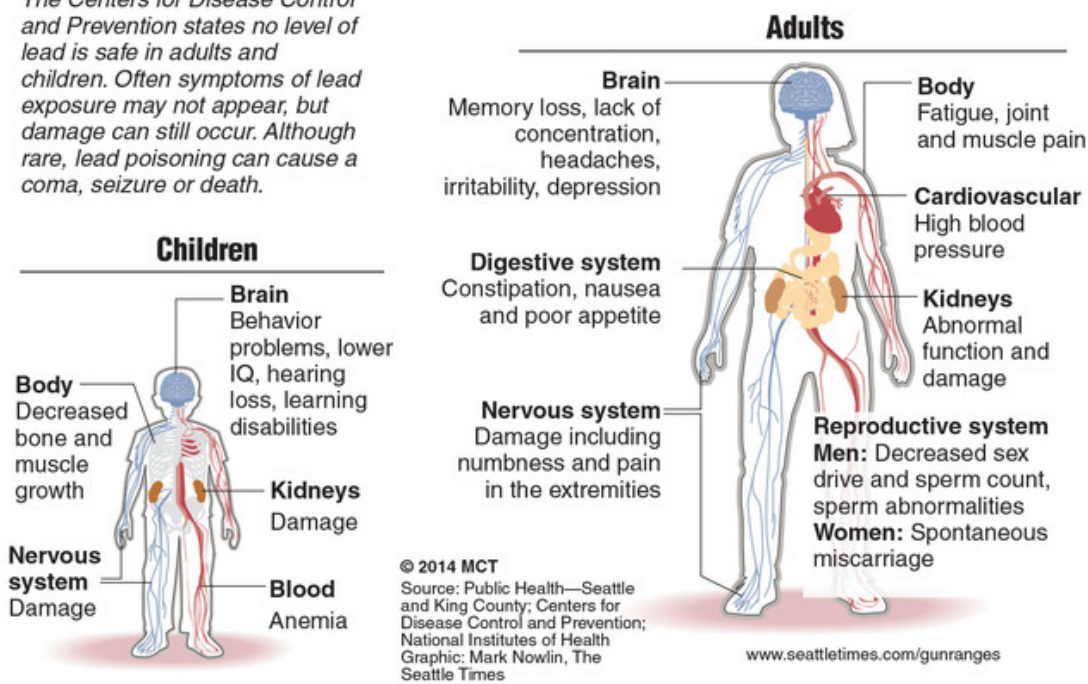 The Centers for Disease Control
and Prevention states no level of
lead is safe in adults and
children. Often symptoms of lead
exposure may not appear, but
damage can still occur. Although
rare, lead poisoning can cause a
coma, seizure or death.
Children
Brain
Behavior
problems, lower
IQ, hearing
loss, learning
disabilities
Body
Decreased
bone and
muscle
growth
Kidneys
Damage
Nervous
system
Damage
Blood
Anemia
Adults
Brain
Memory loss, lack of
concentration,
headaches,
irritability, depression
Body
Fatigue, joint
and muscle pain
Cardiovascular
High blood
pressure
Digestive system
Constipation, nausea
and poor appetite
Kidneys
Abnormal
function and
damage
Nervous system
Damage including
numbness and pain
in the extremities
Reproductive system
Men: Decreased sex
drive and sperm count,
sperm abnormalities
Women: Spontaneous
miscarriage
© 2014 MCT
Source: Public Health—Seattle
and King County; Centers for
Disease Control and Prevention;
National Institutes of Health
Graphic: Mark Nowlin, The
Seattle Times
www.seattletimes.com/gunranges